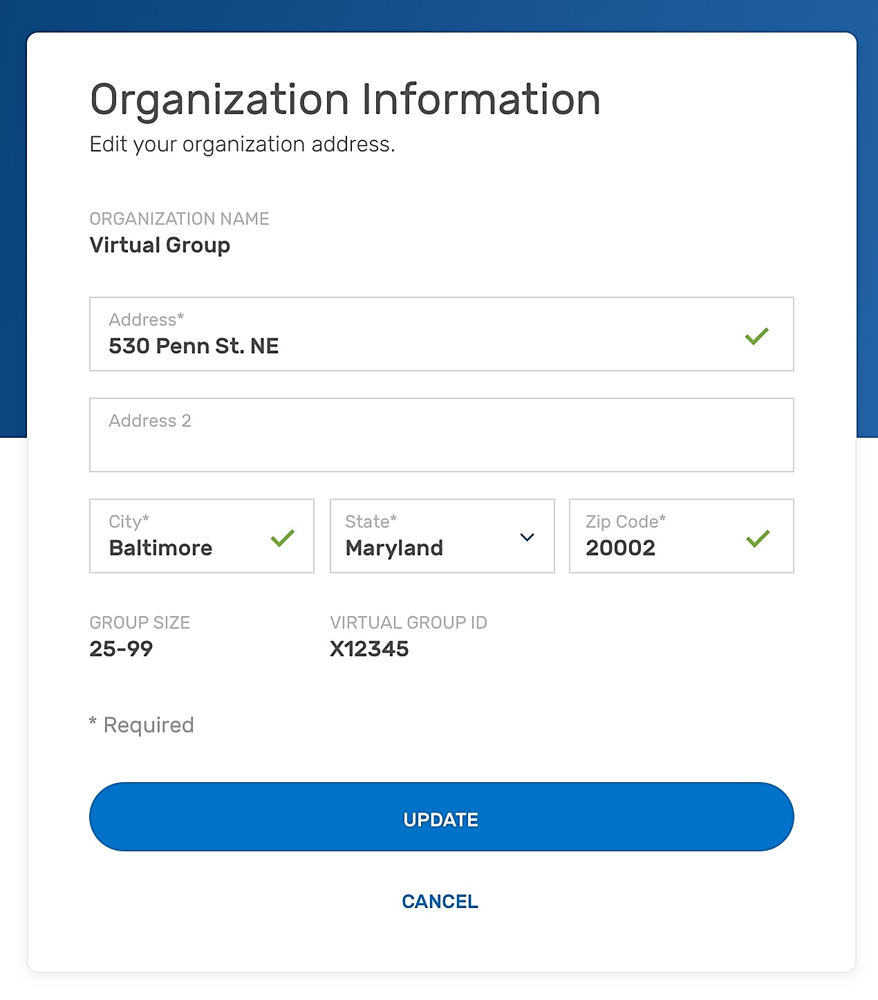 Organization Information
Edit your organization address.
ORGANIZATION NAME
Virtual Group
Address*
530 Penn St. NE
Address 2
City*
Baltimore
State*
Maryland
Zip Code*
20002
GROUP SIZE
25-99
VIRTUAL GROUP ID
X12345
* Required
UPDATE
CANCEL